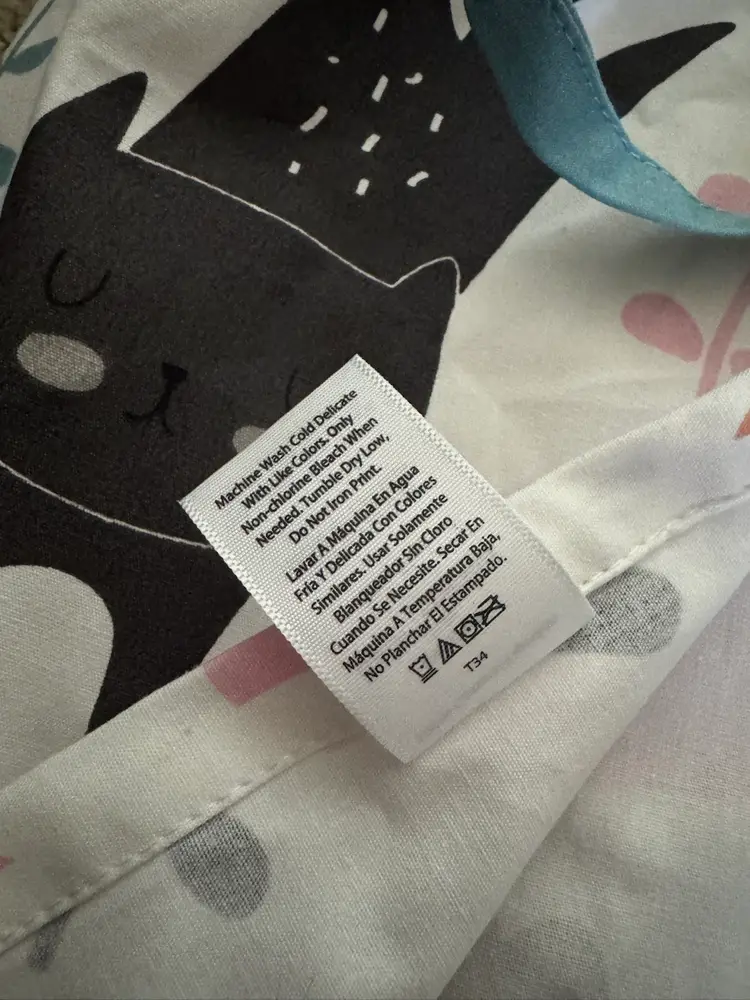 Machine Wash Cold Delicate
With Like Colors. Only
Non-chlorine Bleach When
Needed. Tumble Dry Low,
Do Not Iron Print.
Lavar A Máquina En Agua
Fría Y Delicada Con Colores
Similares. Usar Solamente
Blanqueador Sin Cloro
Cuando Se Necesite. Secar En
Máquina A Temperatura Baja,
No Planchar El Estampado.
T34